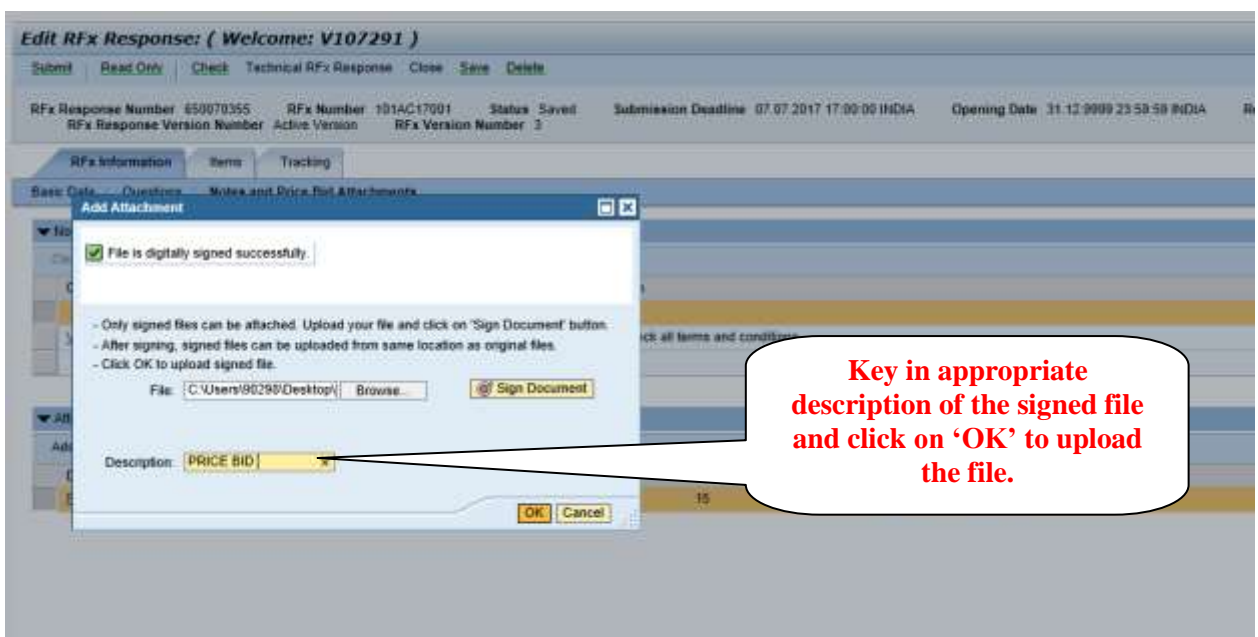 Edit RFx Response: ( Welcome: V107291 )
Submit Read Only Check Technical RFx Response Close Save Delete
RFx Response Number 650070355 RFx Number 101AC17001 Status Saved Submission Deadline 07.07.2017 17:00:00 INDIA Opening Date 31.12.9999 23:59:59 INDIA
RFx Response Version Number Active Version RFx Version Number 3
RFx Information Items Tracking
Basic Data Questions Notes and Price Bid Attachments
Add Attachment
File is digitally signed successfully.
- Only signed files can be attached. Upload your file and click on 'Sign Document' button.
- After signing, signed files can be uploaded from same location as original files.
all terms and conditions
- Click OK to upload signed file.
File: C:\Users\90298\Desktop\ Browse... Sign Document
Description: PRICE BID
15
OK Cancel
Key in appropriate
description of the signed file
and click on ‘OK’ to upload
the file.